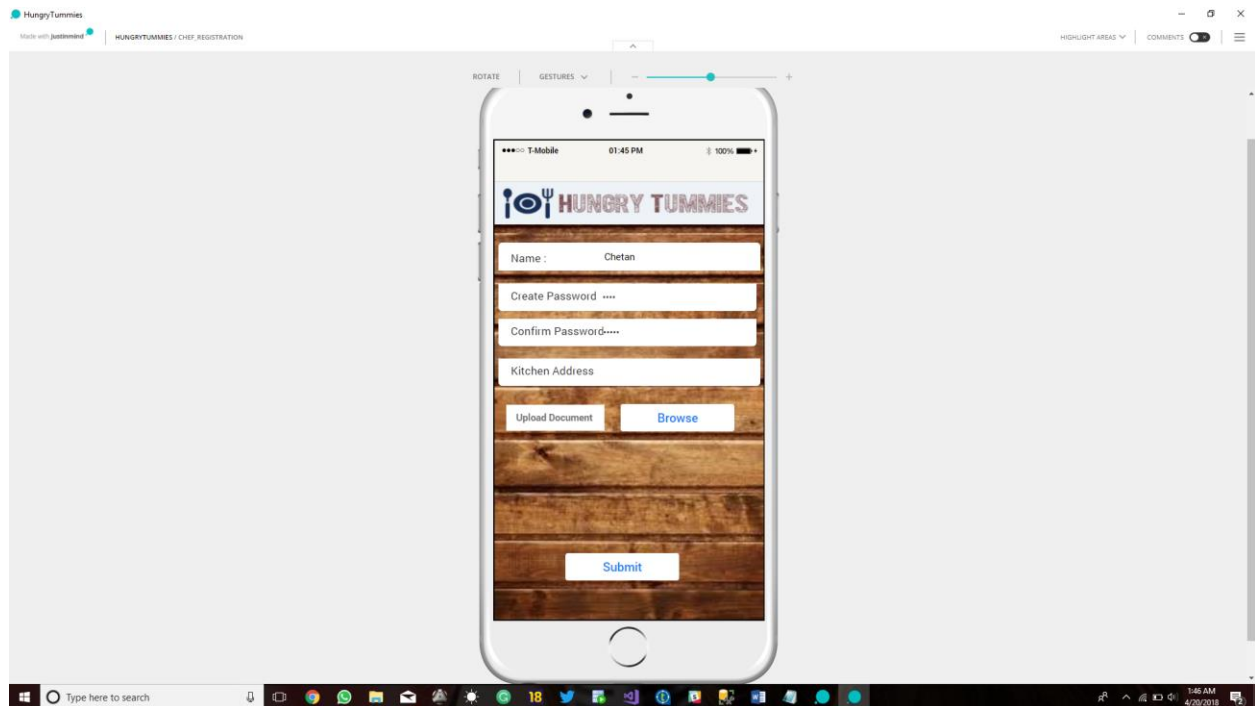 HungryTummies
Made with justinmind
HUNGRYTUMMIES / CHEF_REGISTRATION
HIGHLIGHT AREAS
COMMENTS
ROTATE
GESTURES
T-Mobile 01:45 PM 100%
HUNGRY TUMMIES
Name : Chetan
Create Password ····
Confirm Password·····
Kitchen Address
Upload Document Browse
Submit
Type here to search
18
1:46 AM
4/20/2018